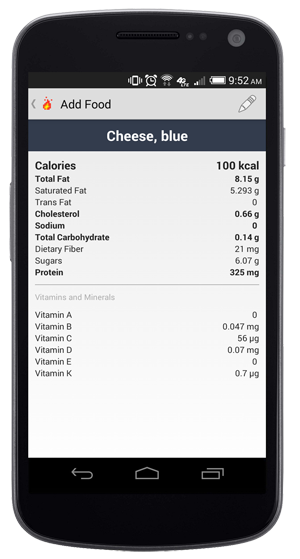 4G 9:52 AM
Add Food
Cheese, blue
Calories 100 kcal
Total Fat 8.15 g
Saturated Fat 5.293 g
Trans Fat 0
Cholesterol 0.66 g
Sodium 0
Total Carbohydrate 0.14 g
Dietary Fiber 21 mg
Sugars 6.07 g
Protein 325 mg
Vitamins and Minerals
Vitamin A 0
Vitamin B 0.047 mg
Vitamin C 56 µg
Vitamin D 0.07 mg
Vitamin E 0
Vitamin K 0.7 µg